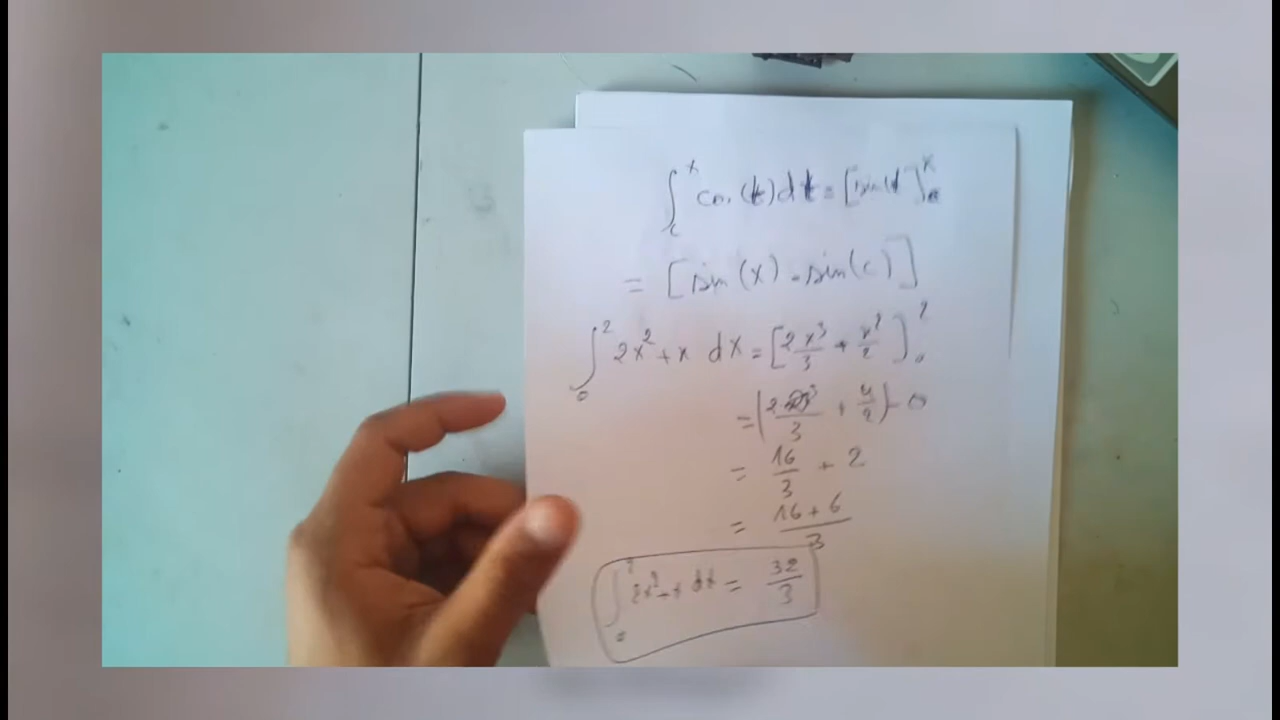 ∫_c^x cos(t)dt = [sin(t)]_c^x
= [sin(x) - sin(c)]
∫_0^2 2x² + x dx = [2x³/3 + x²/2]_0^2
= (2×2³/3 + 4/2) - 0
= 16/3 + 2
= 16+6/3
∫_0^2 2x² + x dx = 32/3